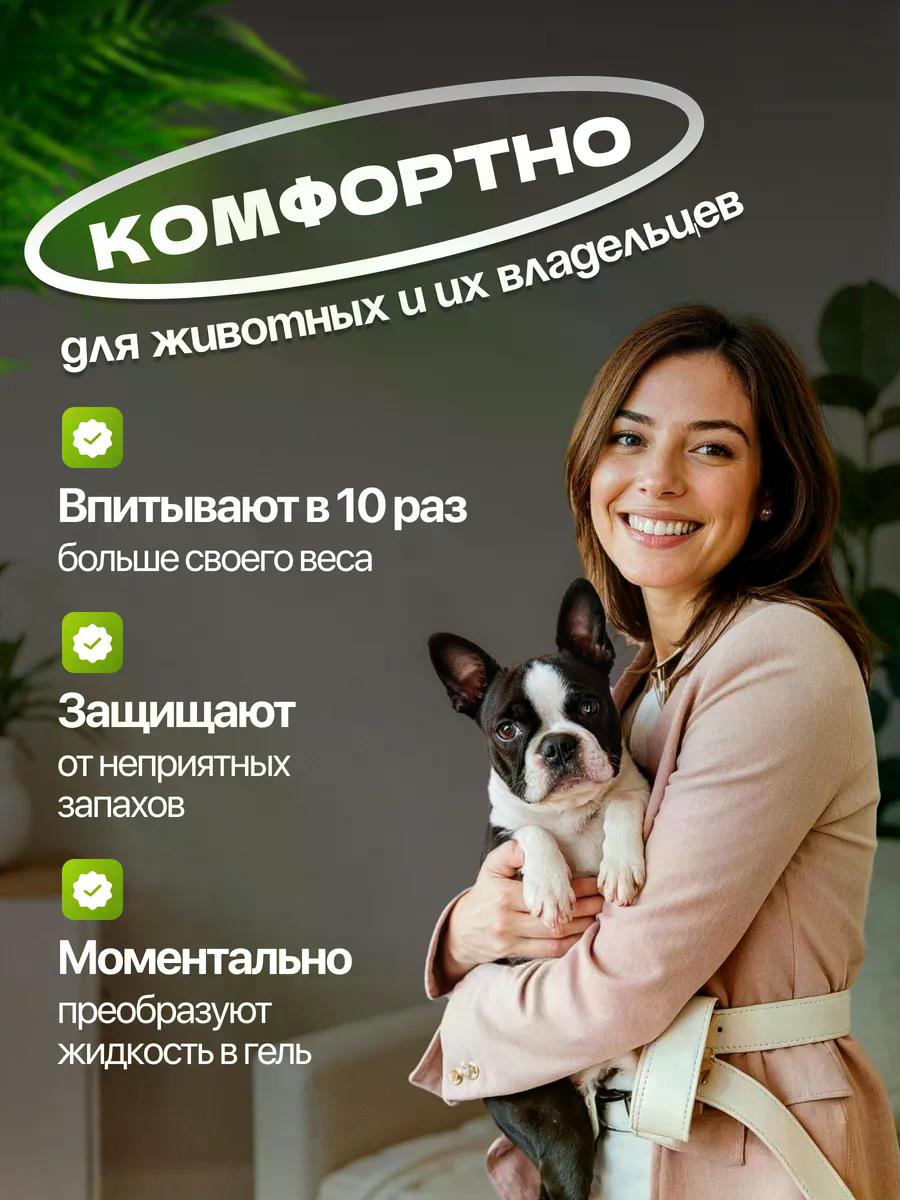 КОМФОРТНО
для животных и их владельцев
Впитывают в 10 раз
больше своего веса
Защищают
от неприятных
запахов
Моментально
преобразуют
жидкость в гель